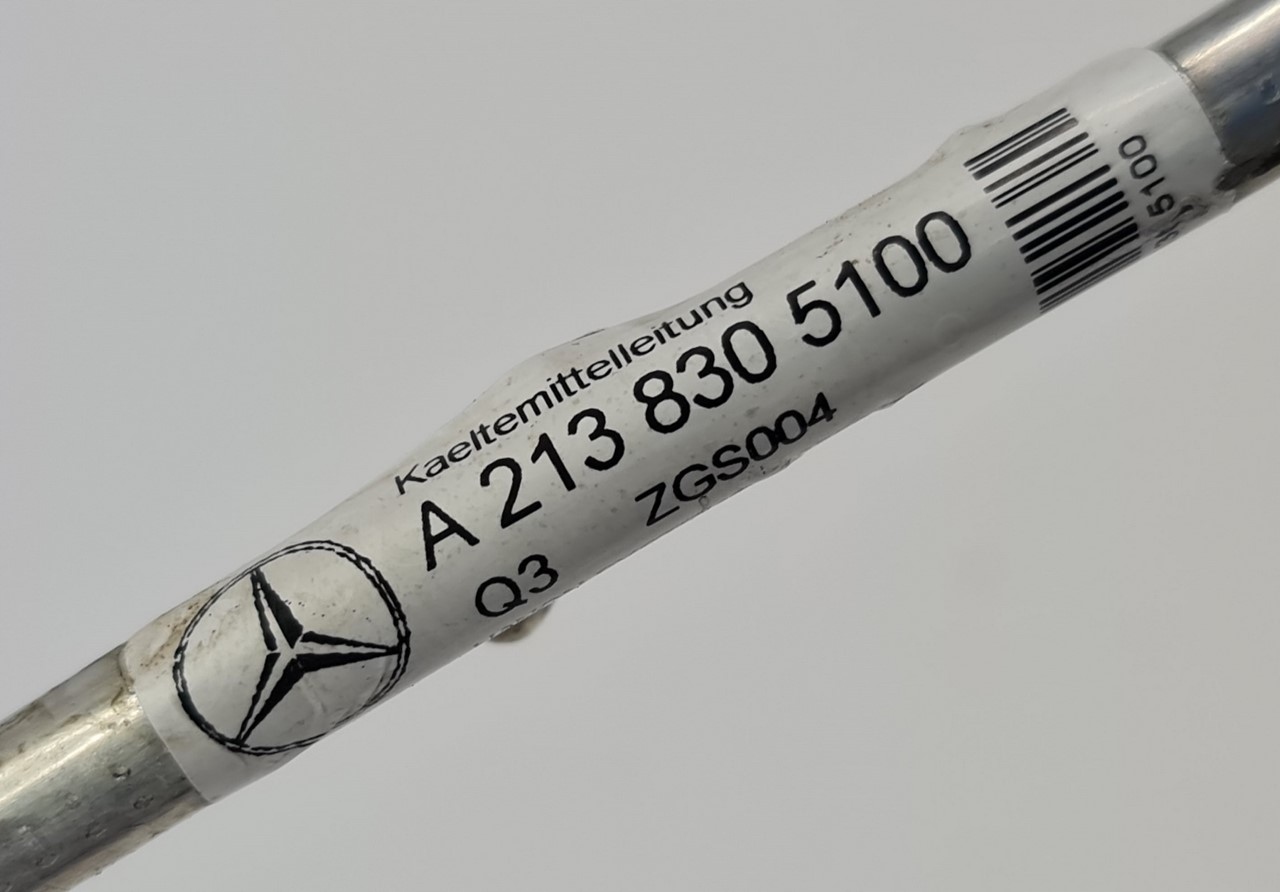 Kaeltemittelleitung
A 213 830 5100
Q3 ZGS004
5100